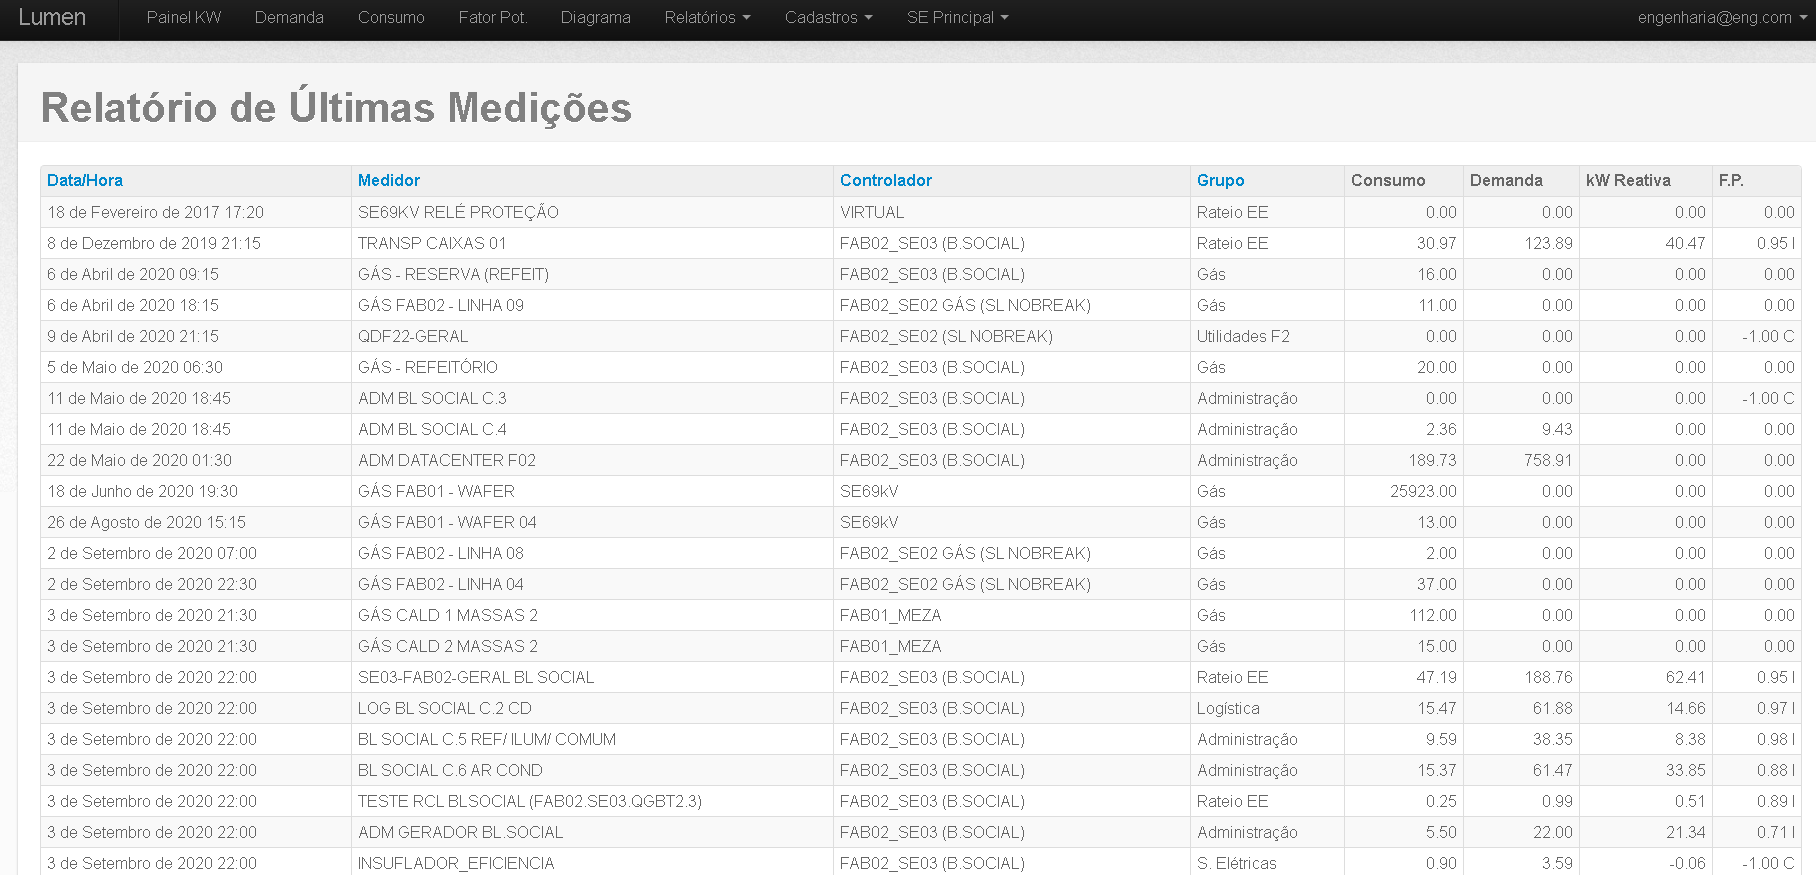 Lumen Painel KW Demanda Consumo Fator Pot. Diagrama Relatórios Cadastros SE Principal engenharia@eng.com
Relatório de Últimas Medições
Data/Hora Medidor Controlador Grupo Consumo Demanda kW Reativa F.P.
18 de Fevereiro de 2017 17:20 SE69KV RELÉ PROTEÇÃO VIRTUAL Rateio EE 0.00 0.00 0.00 0.00
8 de Dezembro de 2019 21:15 TRANSP CAIXAS 01 FAB02_SE03 (B.SOCIAL) Rateio EE 30.97 123.89 40.47 0.95 I
6 de Abril de 2020 09:15 GÁS - RESERVA (REFEIT) FAB02_SE03 (B.SOCIAL) Gás 16.00 0.00 0.00 0.00
6 de Abril de 2020 18:15 GÁS FAB02 - LINHA 09 FAB02_SE02 GÁS (SL NOBREAK) Gás 11.00 0.00 0.00 0.00
9 de Abril de 2020 21:15 QDF22-GERAL FAB02_SE02 (SL NOBREAK) Utilidades F2 0.00 0.00 0.00 -1.00 C
5 de Maio de 2020 06:30 GÁS - REFEITÓRIO FAB02_SE03 (B.SOCIAL) Gás 20.00 0.00 0.00 0.00
11 de Maio de 2020 18:45 ADM BL SOCIAL C.3 FAB02_SE03 (B.SOCIAL) Administração 0.00 0.00 0.00 -1.00 C
11 de Maio de 2020 18:45 ADM BL SOCIAL C.4 FAB02_SE03 (B.SOCIAL) Administração 2.36 9.43 0.00 0.00
22 de Maio de 2020 01:30 ADM DATACENTER F02 FAB02_SE03 (B.SOCIAL) Administração 189.73 758.91 0.00 0.00
18 de Junho de 2020 19:30 GÁS FAB01 - WAFER SE69kV Gás 25923.00 0.00 0.00 0.00
26 de Agosto de 2020 15:15 GÁS FAB01 - WAFER 04 SE69kV Gás 13.00 0.00 0.00 0.00
2 de Setembro de 2020 07:00 GÁS FAB02 - LINHA 08 FAB02_SE02 GÁS (SL NOBREAK) Gás 2.00 0.00 0.00 0.00
2 de Setembro de 2020 22:30 GÁS FAB02 - LINHA 04 FAB02_SE02 GÁS (SL NOBREAK) Gás 37.00 0.00 0.00 0.00
3 de Setembro de 2020 21:30 GÁS CALD 1 MASSAS 2 FAB01_MEZA Gás 112.00 0.00 0.00 0.00
3 de Setembro de 2020 21:30 GÁS CALD 2 MASSAS 2 FAB01_MEZA Gás 15.00 0.00 0.00 0.00
3 de Setembro de 2020 22:00 SE03-FAB02-GERAL BL SOCIAL FAB02_SE03 (B.SOCIAL) Rateio EE 47.19 188.76 62.41 0.95 I
3 de Setembro de 2020 22:00 LOG BL SOCIAL C.2 CD FAB02_SE03 (B.SOCIAL) Logística 15.47 61.88 14.66 0.97 I
3 de Setembro de 2020 22:00 BL SOCIAL C.5 REF/ ILUM/ COMUM FAB02_SE03 (B.SOCIAL) Administração 9.59 38.35 8.38 0.98 I
3 de Setembro de 2020 22:00 BL SOCIAL C.6 AR COND FAB02_SE03 (B.SOCIAL) Administração 15.37 61.47 33.85 0.88 I
3 de Setembro de 2020 22:00 TESTE RCL BLSOCIAL (FAB02.SE03.QGBT2.3) FAB02_SE03 (B.SOCIAL) Rateio EE 0.25 0.99 0.51 0.89 I
3 de Setembro de 2020 22:00 ADM GERADOR BL.SOCIAL FAB02_SE03 (B.SOCIAL) Administração 5.50 22.00 21.34 0.71 I
3 de Setembro de 2020 22:00 INSUFLADOR_EFICIENCIA FAB02_SE03 (B.SOCIAL) S. Elétricas 0.90 3.59 -0.06 -1.00 C